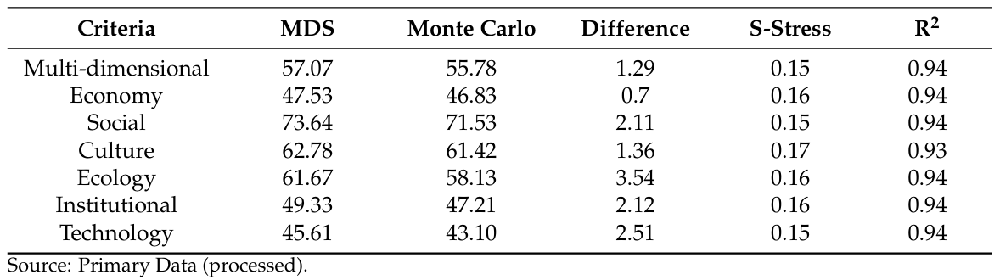 Criteria MDS Monte Carlo Difference S-Stress R²
Multi-dimensional 57.07 55.78 1.29 0.15 0.94
Economy 47.53 46.83 0.7 0.16 0.94
Social 73.64 71.53 2.11 0.15 0.94
Culture 62.78 61.42 1.36 0.17 0.93
Ecology 61.67 58.13 3.54 0.16 0.94
Institutional 49.33 47.21 2.12 0.16 0.94
Technology 45.61 43.10 2.51 0.15 0.94
Source: Primary Data (processed).